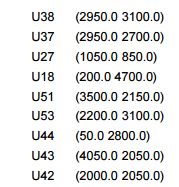 U38 (2950.0 3100.0)
U37 (2950.0 2700.0)
U27 (1050.0 850.0)
U18 (200.0 4700.0)
U51 (3500.0 2150.0)
U53 (2200.0 3100.0)
U44 (50.0 2800.0)
U43 (4050.0 2050.0)
U42 (2000.0 2050.0)